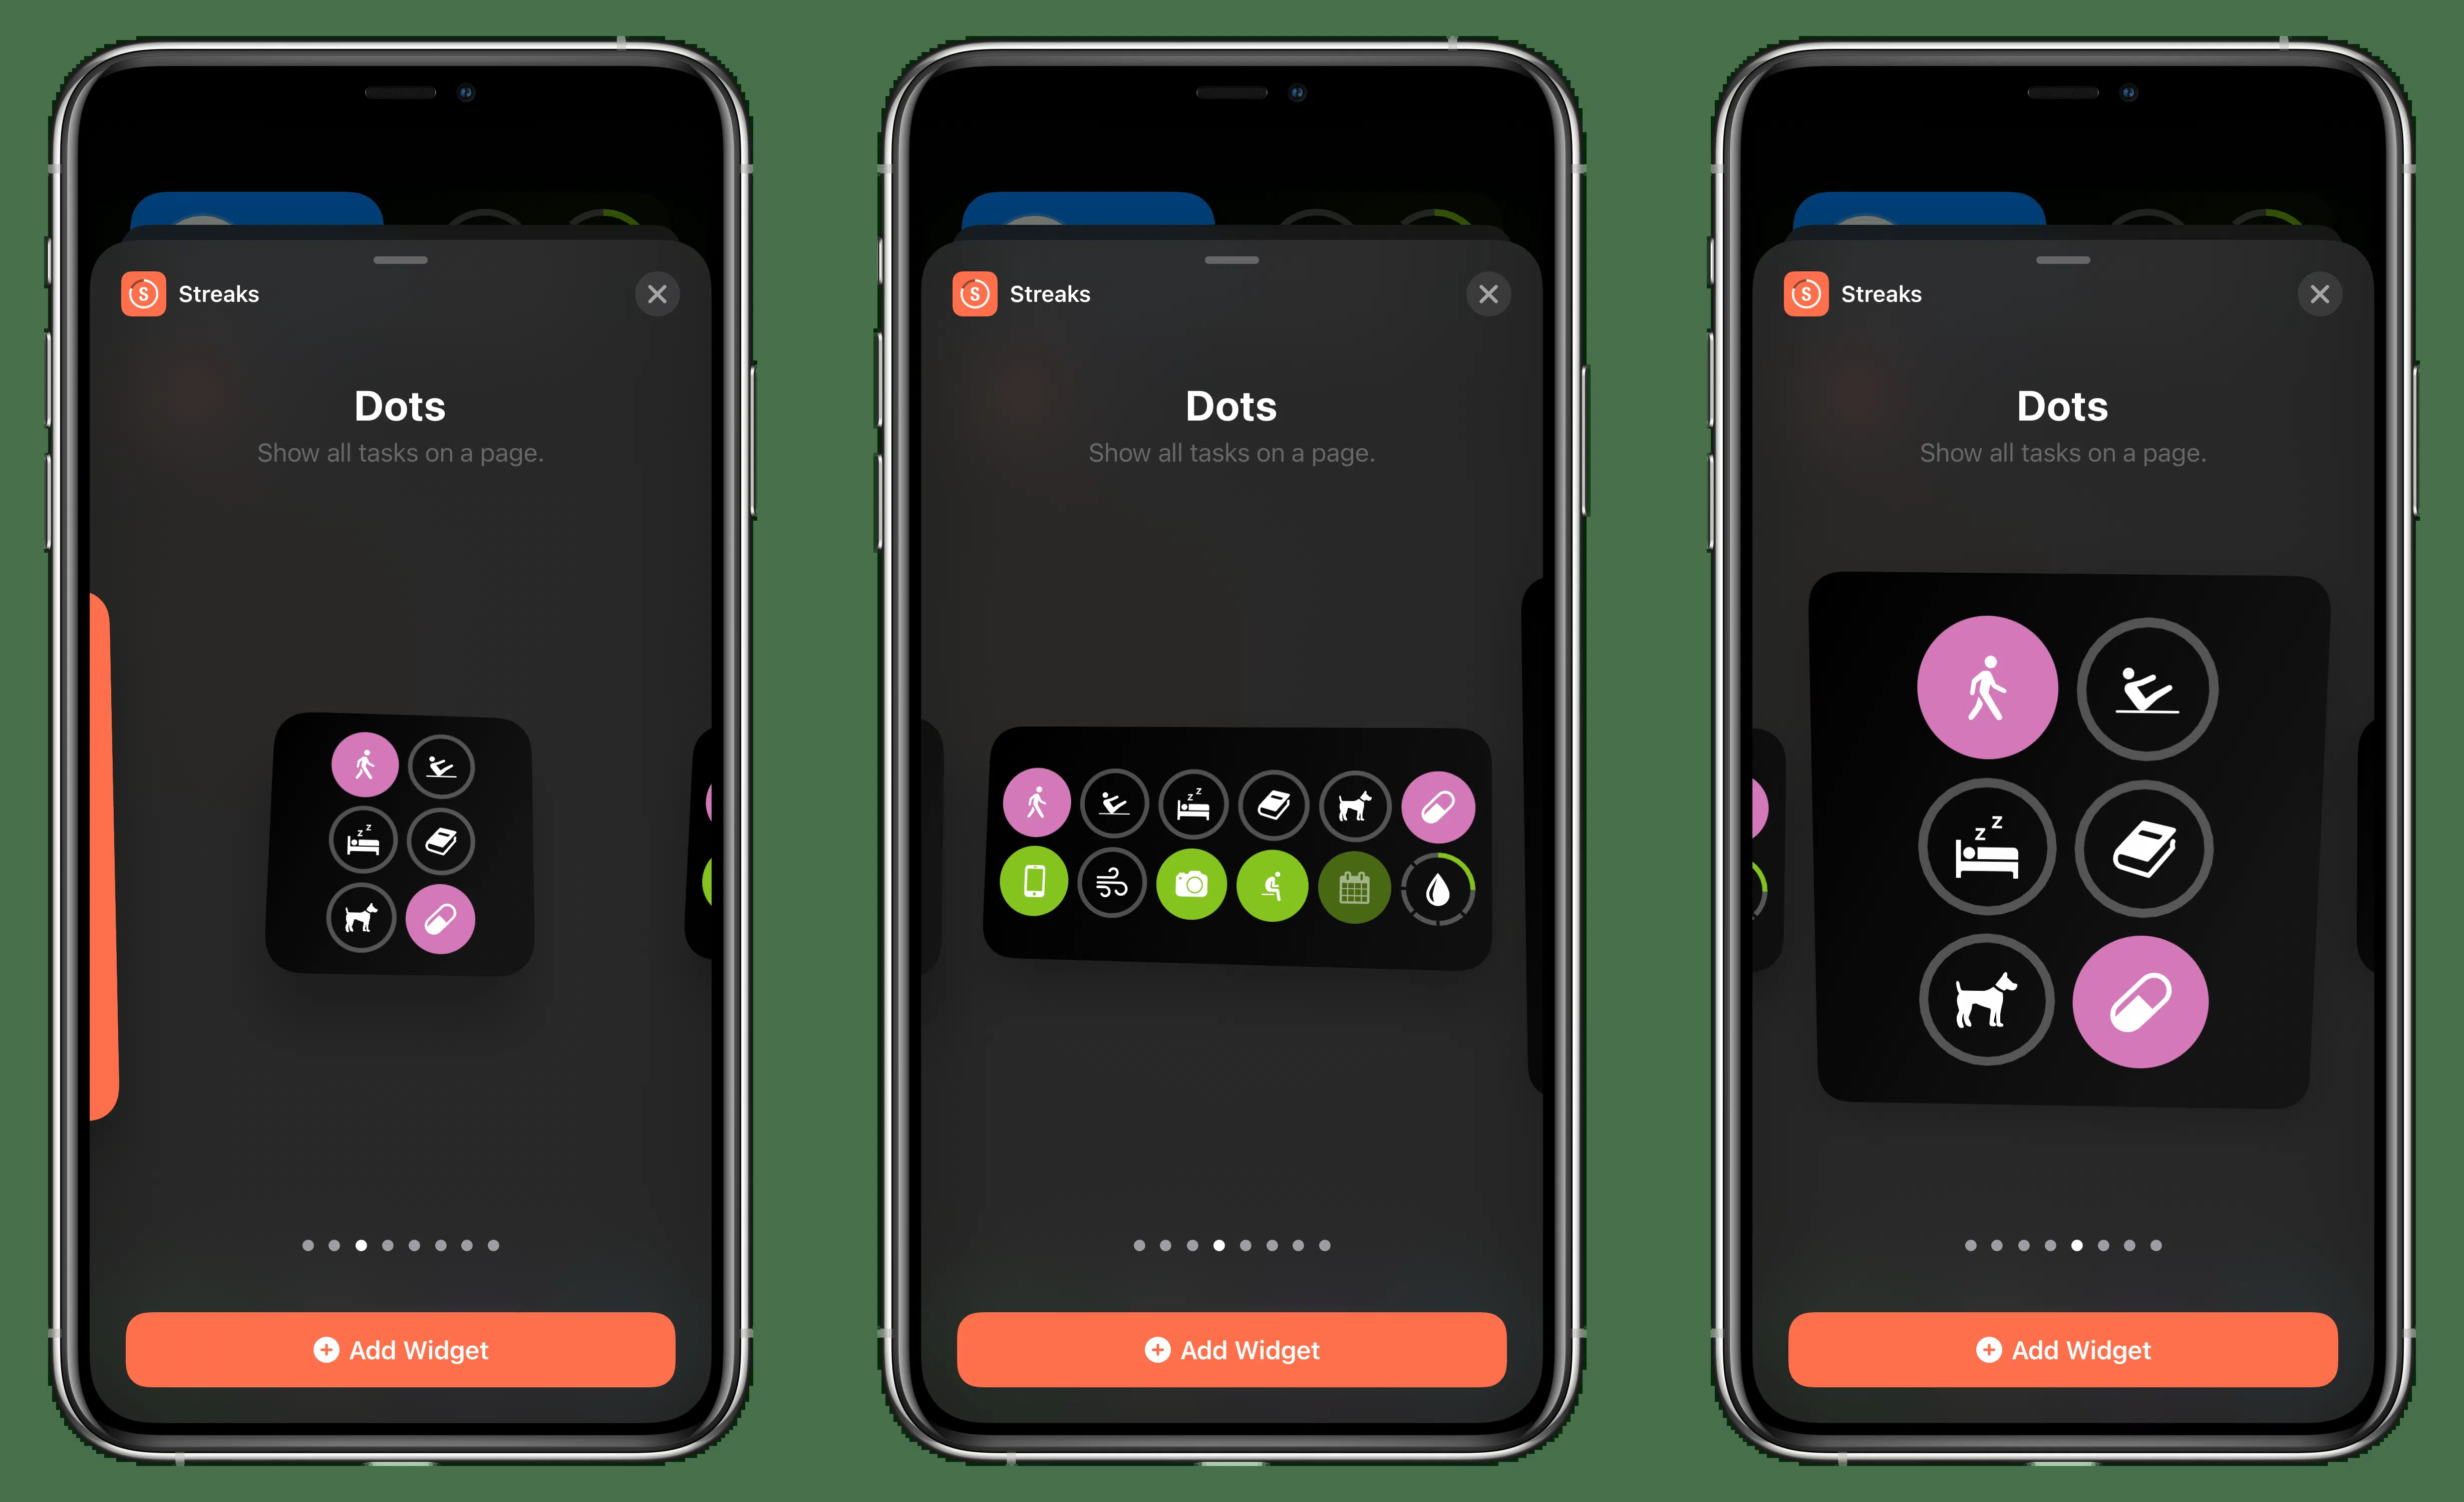 S Streaks
Dots
Show all tasks on a page.
z z
Add Widget
S Streaks
Dots
Show all tasks on a page.
z z
Add Widget
S Streaks
Dots
Show all tasks on a page.
z z
Add Widget